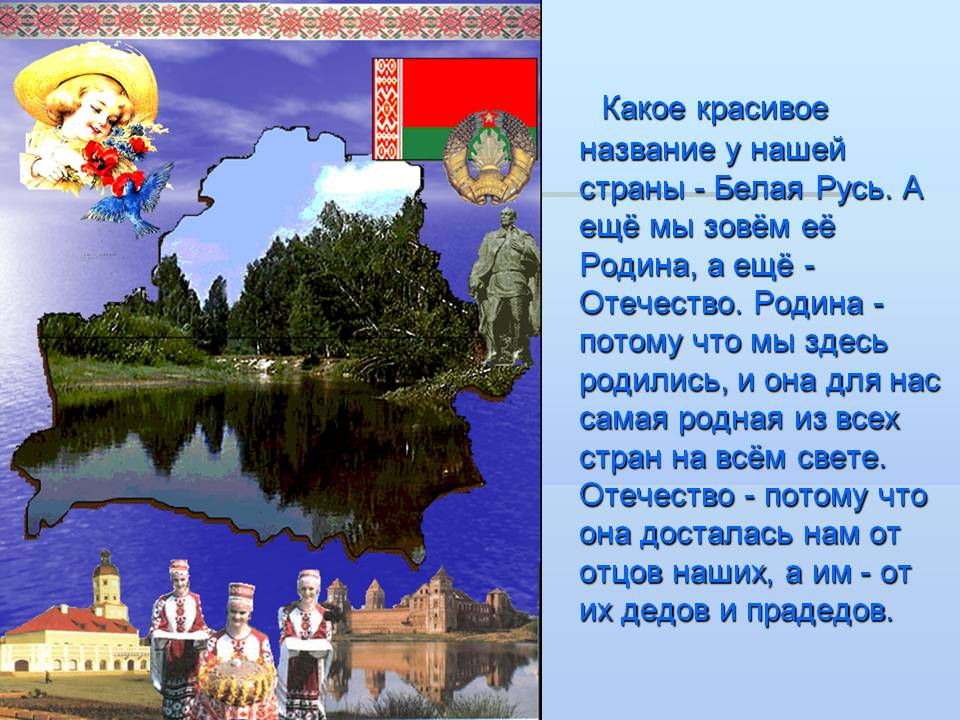 Какое красивое
название у нашей
страны - Белая Русь. А
ещё мы зовём её
Родина, а ещё -
Отечество. Родина -
потому что мы здесь
родились, и она для нас
самая родная из всех
стран на всём свете.
Отечество - потому что
она досталась нам от
отцов наших, а им - от
их дедов и прадедов.